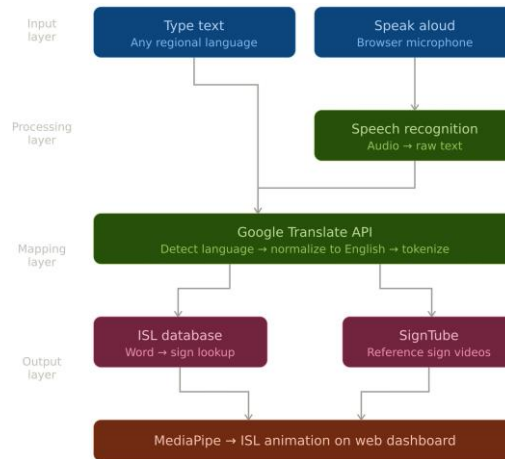 Input
layer
Type text
Any regional language
Speak aloud
Browser microphone
Processing
layer
Speech recognition
Audio → raw text
Mapping
layer
Google Translate API
Detect language → normalize to English → tokenize
ISL database
Word → sign lookup
SignTube
Reference sign videos
Output
layer
MediaPipe → ISL animation on web dashboard